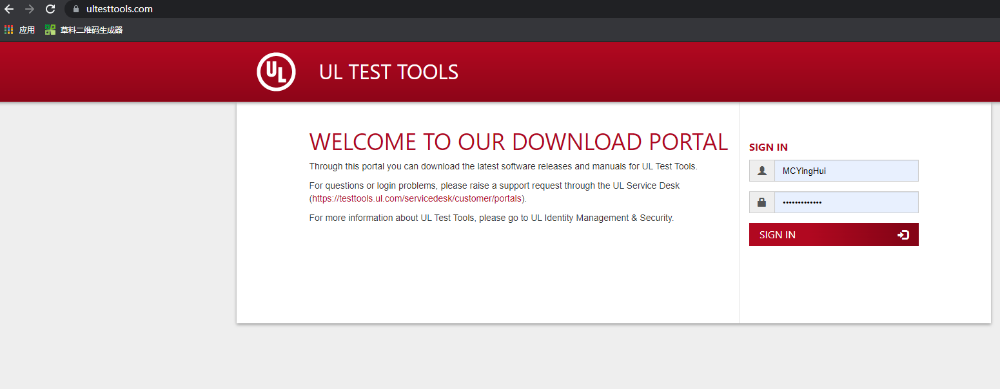 ultesttools.com
应用
草料二维码生成器
UL
UL TEST TOOLS
WELCOME TO OUR DOWNLOAD PORTAL
Through this portal you can download the latest software releases and manuals for UL Test Tools.
For questions or login problems, please raise a support request through the UL Service Desk
(https://testtools.ul.com/servicedesk/customer/portals).
For more information about UL Test Tools, please go to UL Identity Management & Security.
SIGN IN
MCYingHui
•••••••••••••
SIGN IN